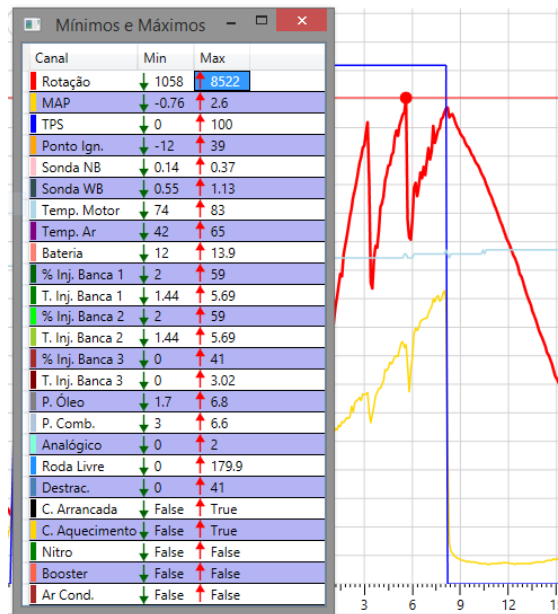 Mínimos e Máximos
Canal Min Max
Rotação 1058 8522
MAP -0.76 2.6
TPS 0 100
Ponto Ign. -12 39
Sonda NB 0.14 0.37
Sonda WB 0.55 1.13
Temp. Motor 74 83
Temp. Ar 42 65
Bateria 12 13.9
% Inj. Banca 1 2 59
T. Inj. Banca 1 1.44 5.69
% Inj. Banca 2 2 59
T. Inj. Banca 2 1.44 5.69
% Inj. Banca 3 0 41
T. Inj. Banca 3 0 3.02
P. Óleo 1.7 6.8
P. Comb. 3 6.6
Analógico 0 2
Roda Livre 0 179.9
Destrac. 0 41
C. Arrancada False True
C. Aquecimento False True
Nitro False False
Booster False False
Ar Cond. False False
3 6 9 12